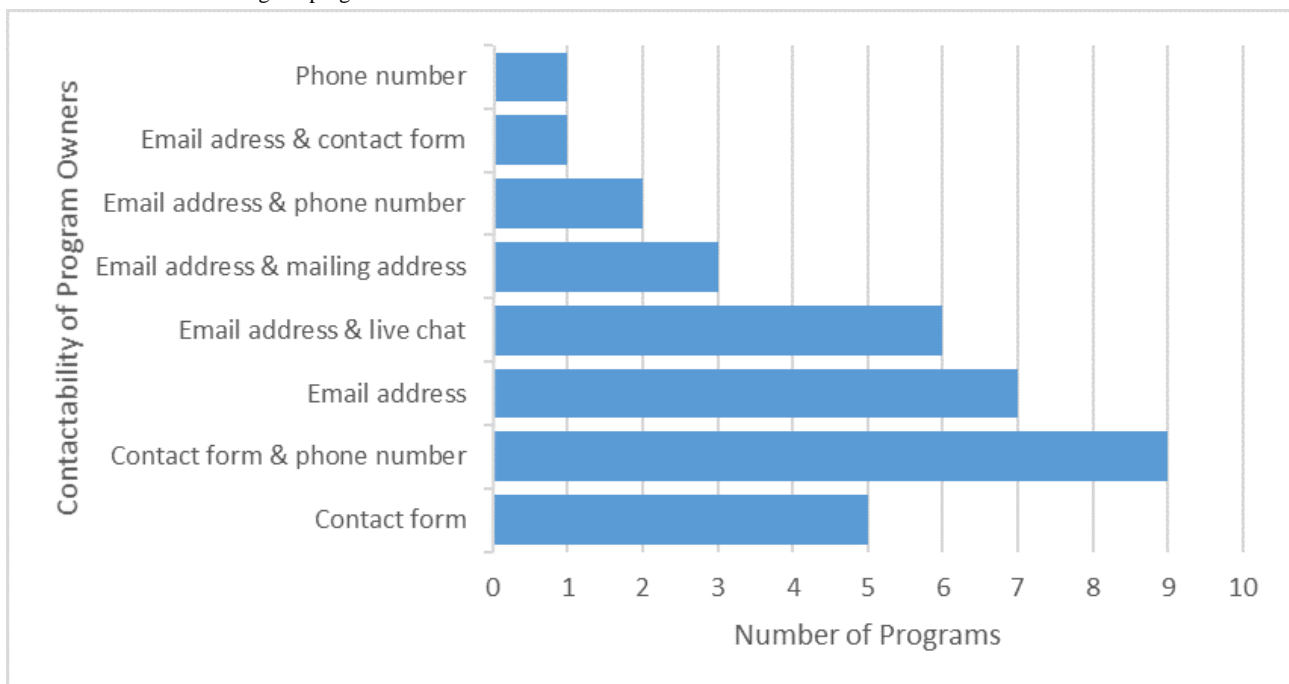 Contactability of Program Owners
Phone number
Email adress & contact form
Email address & phone number
Email address & mailing address
Email address & live chat
Email address
Contact form & phone number
Contact form
0 1 2 3 4 5 6 7 8 9 10
Number of Programs